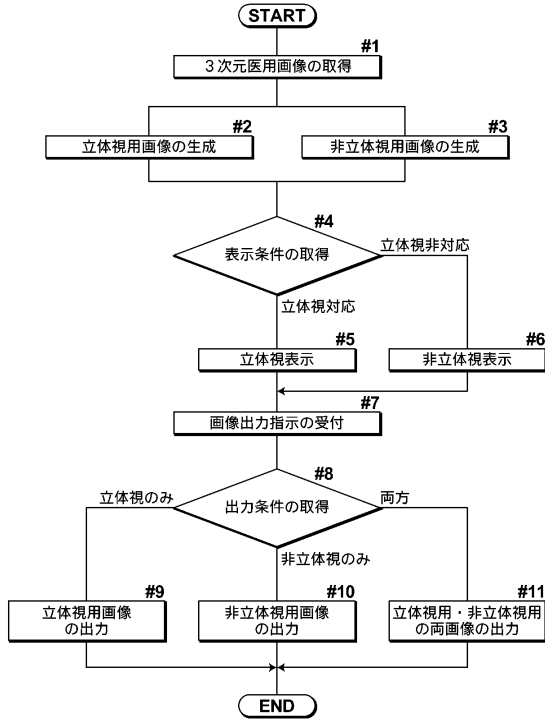 START
#1
3次元医用画像の取得
#2
立体視用画像の生成
#3
非立体視用画像の生成
#4
表示条件の取得
立体視非対応
立体視対応
#5
立体視表示
#6
非立体視表示
#7
画像出力指示の受付
#8
出力条件の取得
立体視のみ
両方
非立体視のみ
#9
立体視用画像
の出力
#10
非立体視用画像
の出力
#11
立体視用・非立体視用
の両画像の出力
END